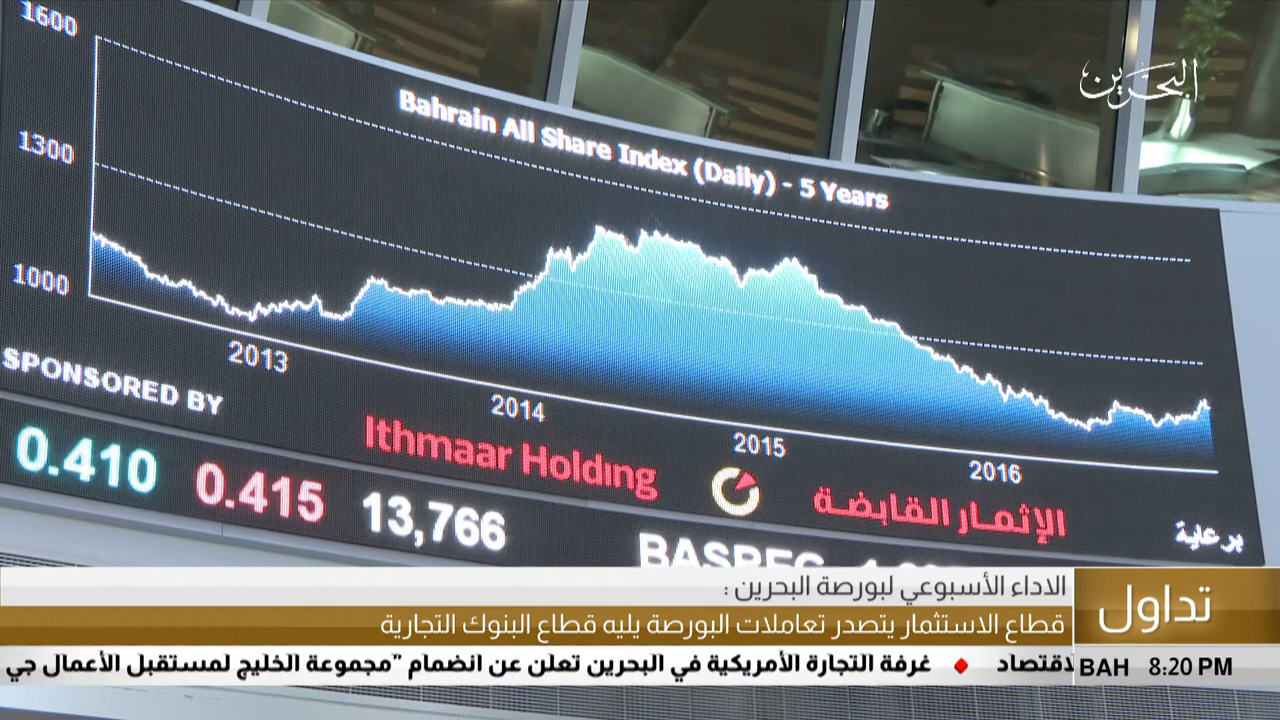 1600
البحرين
Bahrain All Share Index (Daily) - 5 Years
1300
1000
2013
2014
2015
2016
SPONSORED BY
Ithmaar Holding
الإثمار القابضة
برعاية
0.410 0.415 13,766
الاداء الأسبوعي لبورصة البحرين :
تداول
قطاع الاستثمار يتصدر تعاملات البورصة يليه قطاع البنوك التجارية
غرفة التجارة الأمريكية في البحرين تعلن عن انضمام "مجموعة الخليج لمستقبل الأعمال جي
BAH 8:20 PM